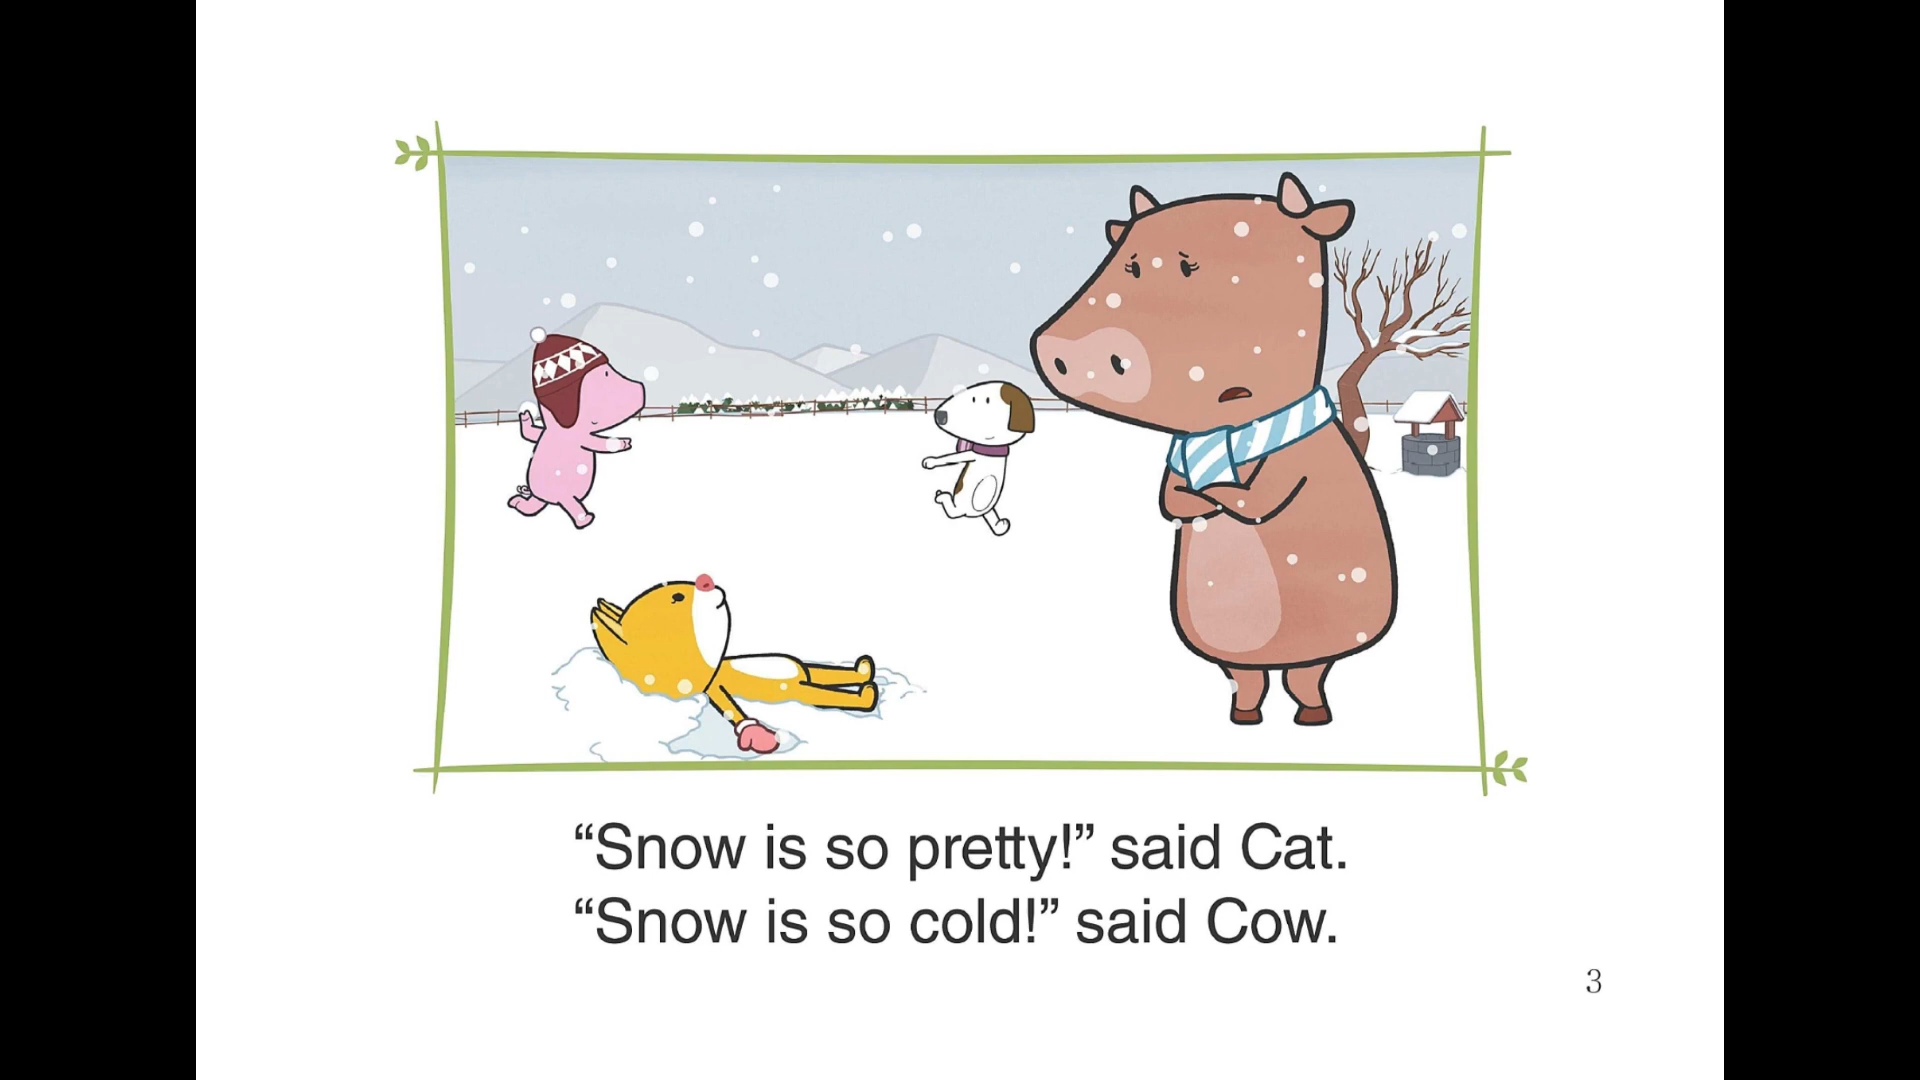 “Snow is so pretty!” said Cat.
“Snow is so cold!” said Cow.
3